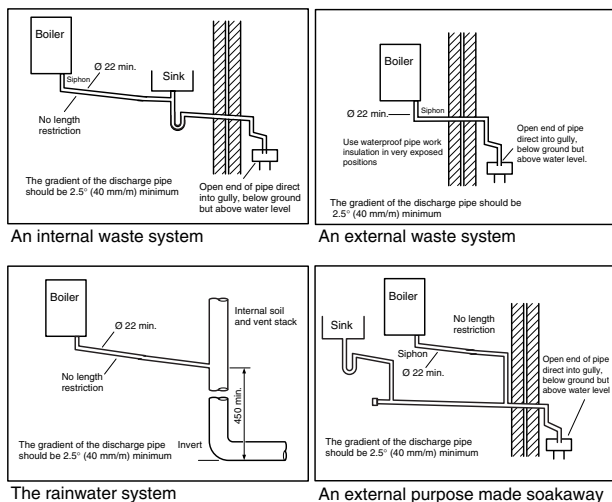 Boiler
Ø 22 min.
Siphon
Sink
No length
restriction
The gradient of the discharge pipe
should be 2.5° (40 mm/m) minimum
Open end of pipe direct
into gully, below ground
but above water level
An internal waste system
Boiler
Ø 22 min.
Siphon
Use waterproof pipe work
insulation in very exposed
positions
Open end of pipe
direct into gully,
below ground but
above water level.
The gradient of the discharge pipe should be
2.5° (40 mm/m) minimum
An external waste system
Boiler
Ø 22 min.
No length
restriction
Internal soil
and vent stack
450 min.
Invert
The gradient of the discharge pipe
should be 2.5° (40 mm/m) minimum
The rainwater system
Boiler
Sink
No length
restriction
Siphon
Ø 22 min.
Open end of pipe
direct into gully,
below ground but
above water level
The gradient of the discharge pipe
should be 2.5° (40 mm/m) minimum
An external purpose made soakaway